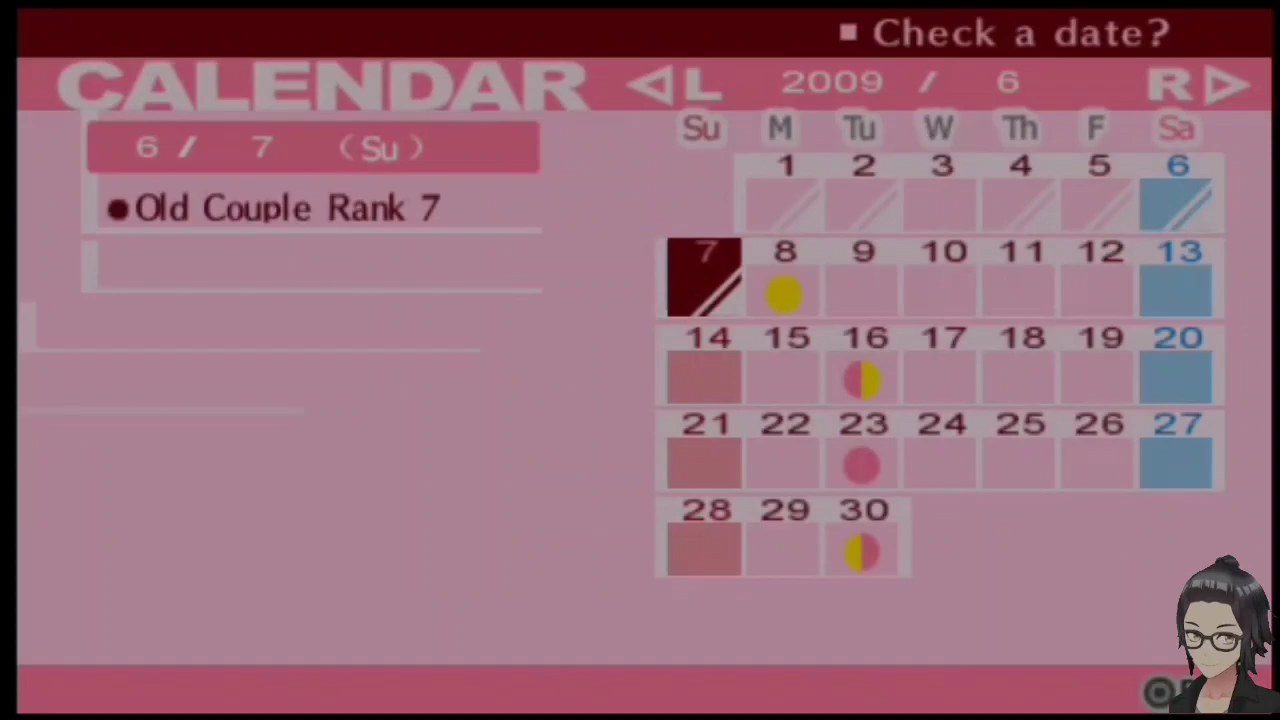 ■ Check a date?
CALENDAR
◁L 2009 / 6 R▷
6 / 7 (Su)
●Old Couple Rank 7
Su M Tu W Th F Sa
1 2 3 4 5 6
7 8 9 10 11 12 13
14 15 16 17 18 19 20
21 22 23 24 25 26 27
28 29 30